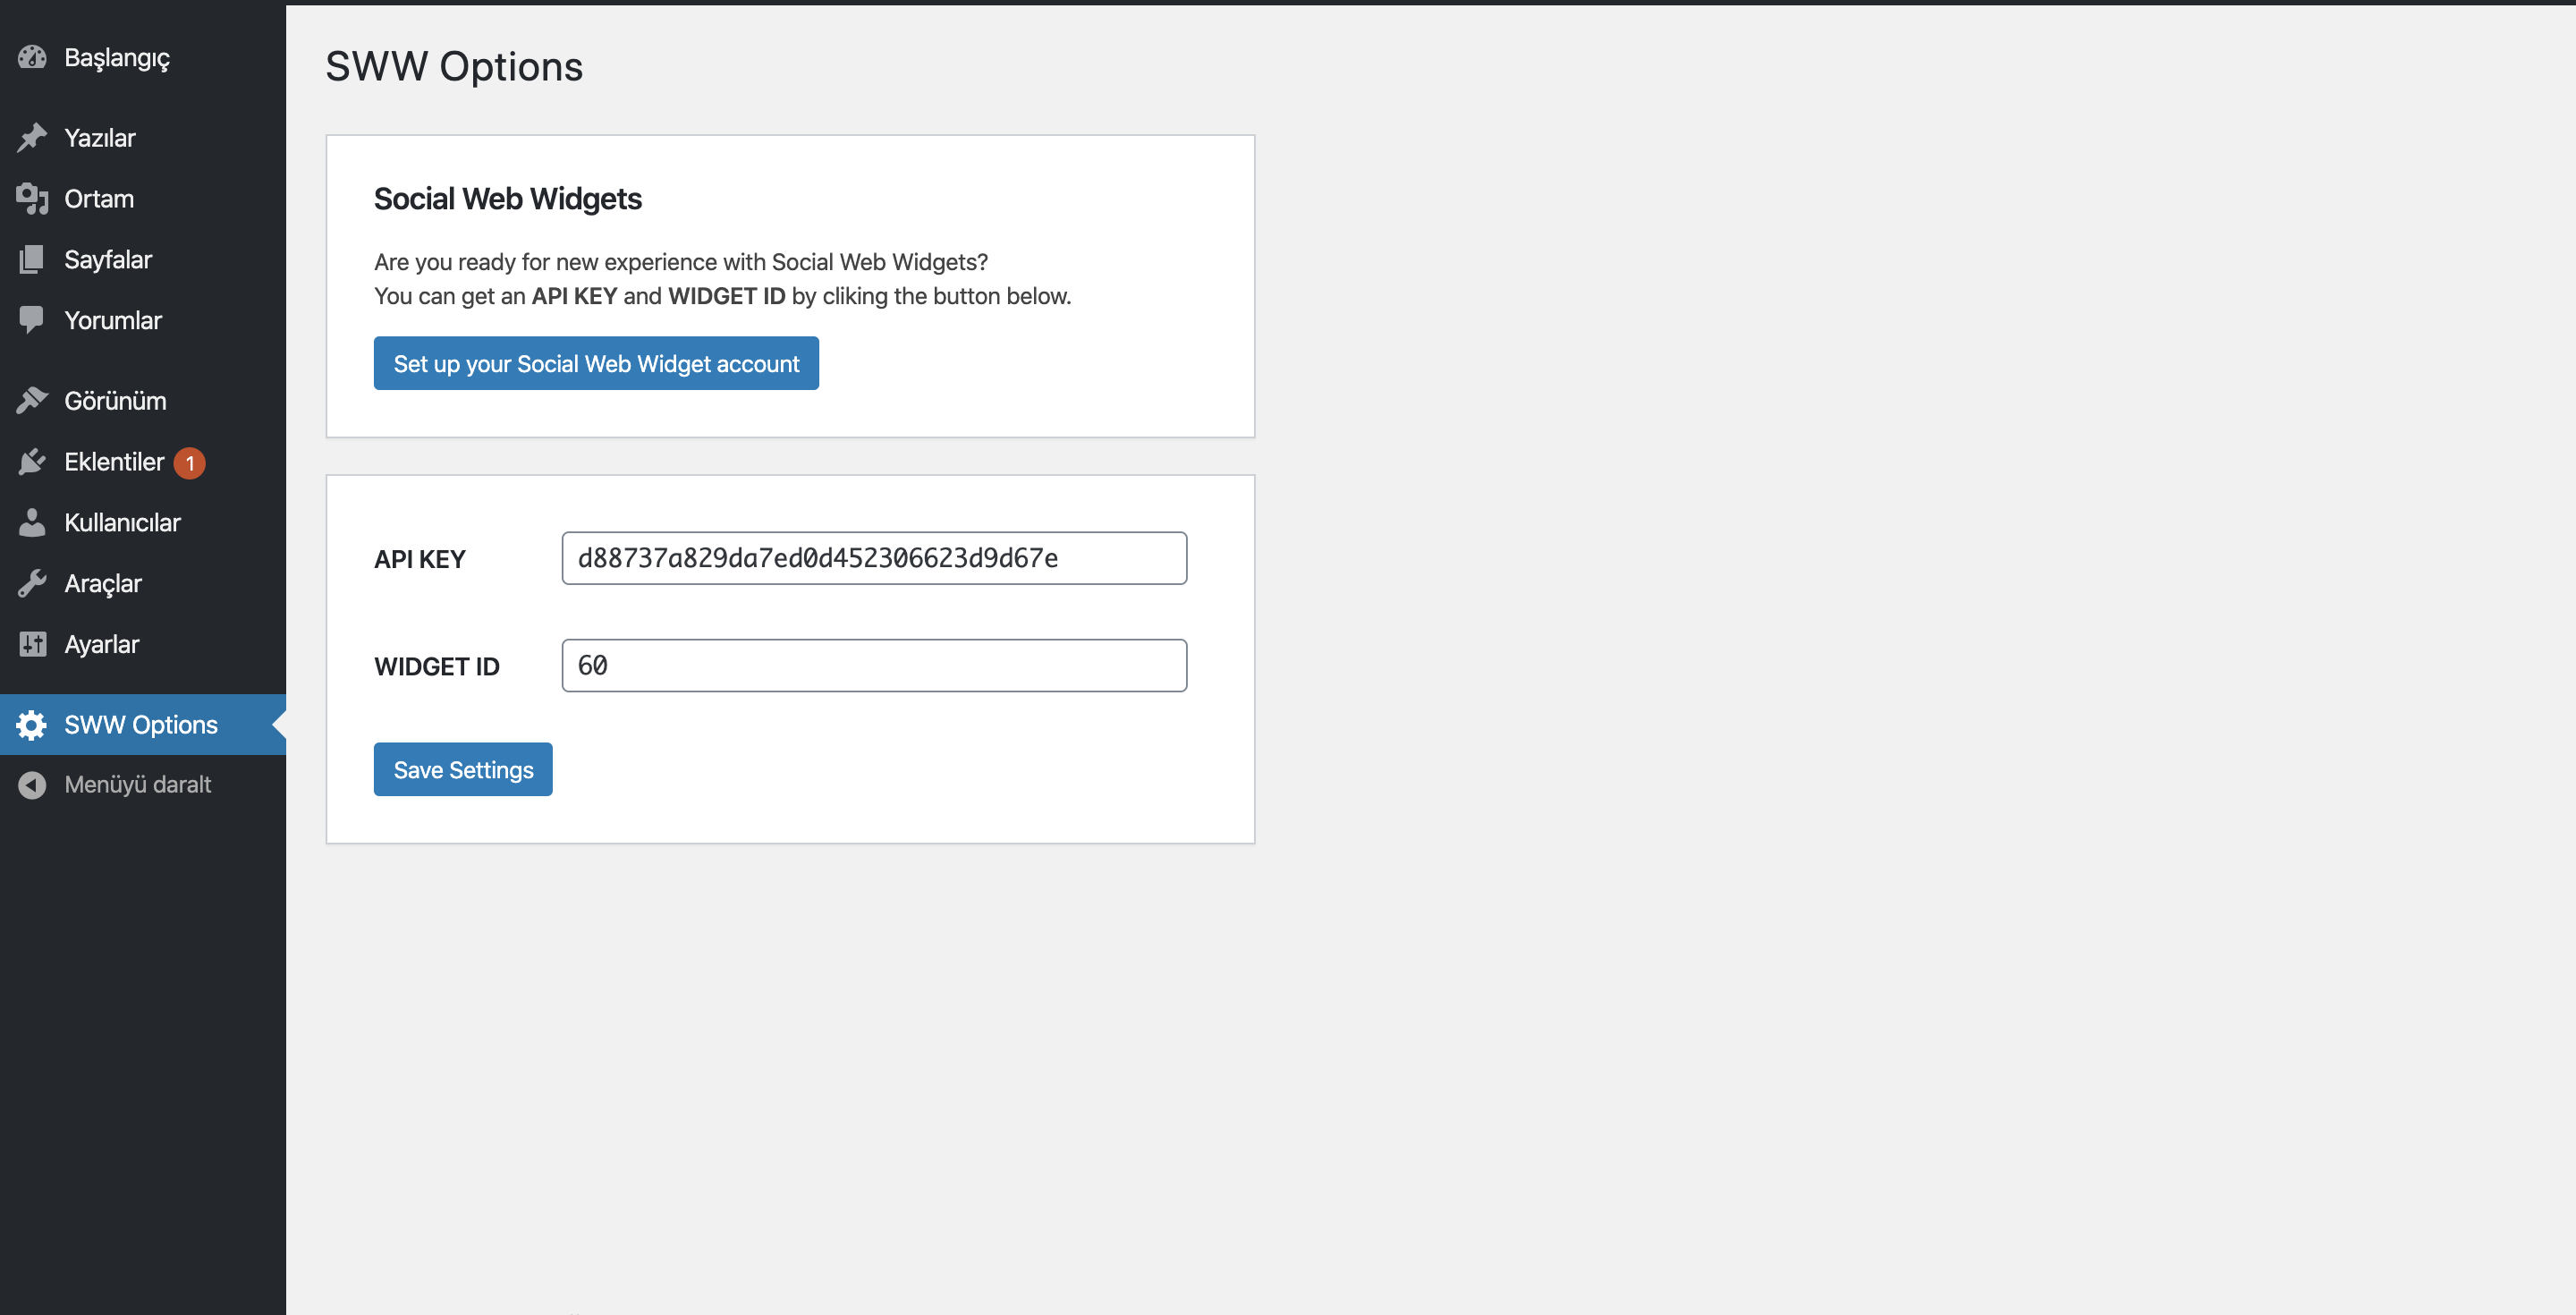 Başlangıç
Yazılar
Ortam
Sayfalar
Yorumlar
Görünüm
Eklentiler 1
Kullanıcılar
Araçlar
Ayarlar
SWW Options
Menüyü daralt
SWW Options
Social Web Widgets
Are you ready for new experience with Social Web Widgets?
You can get an API KEY and WIDGET ID by cliking the button below.
Set up your Social Web Widget account
API KEY d88737a829da7ed0d452306623d9d67e
WIDGET ID 60
Save Settings